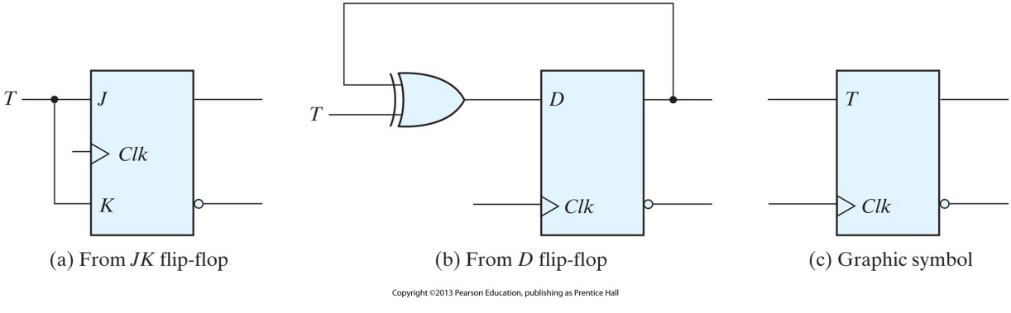 T
J
Clk
K
(a) From JK flip-flop
T
D
Clk
(b) From D flip-flop
T
Clk
(c) Graphic symbol
Copyright ©2013 Pearson Education, publishing as Prentice Hall